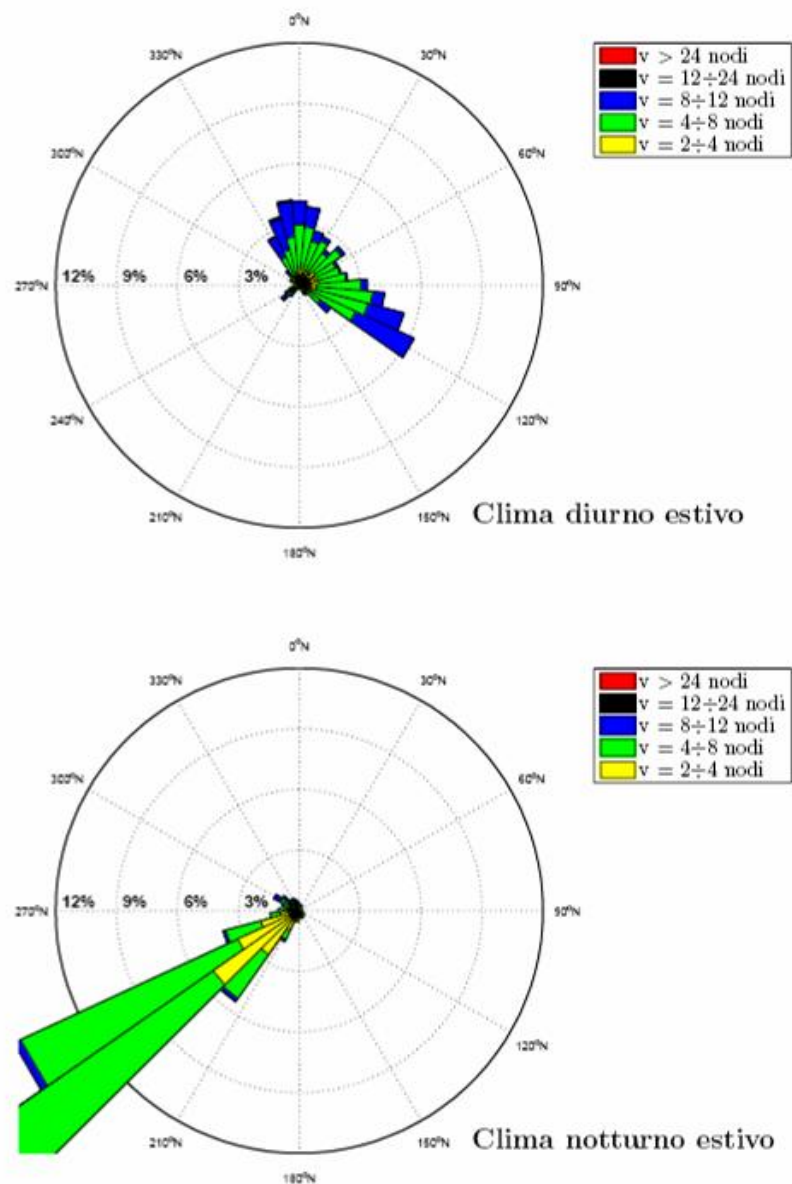 0°N
330°N
30°N
v > 24 nodi
v = 12÷24 nodi
v = 8÷12 nodi
v = 4÷8 nodi
v = 2÷4 nodi
300°N
60°N
12% 9% 6% 3%
270°N
90°N
240°N
120°N
210°N
150°N
180°N
Clima diurno estivo
0°N
330°N
30°N
v > 24 nodi
v = 12÷24 nodi
v = 8÷12 nodi
v = 4÷8 nodi
v = 2÷4 nodi
300°N
60°N
12% 9% 6% 3%
270°N
90°N
120°N
210°N
150°N
180°N
Clima notturno estivo